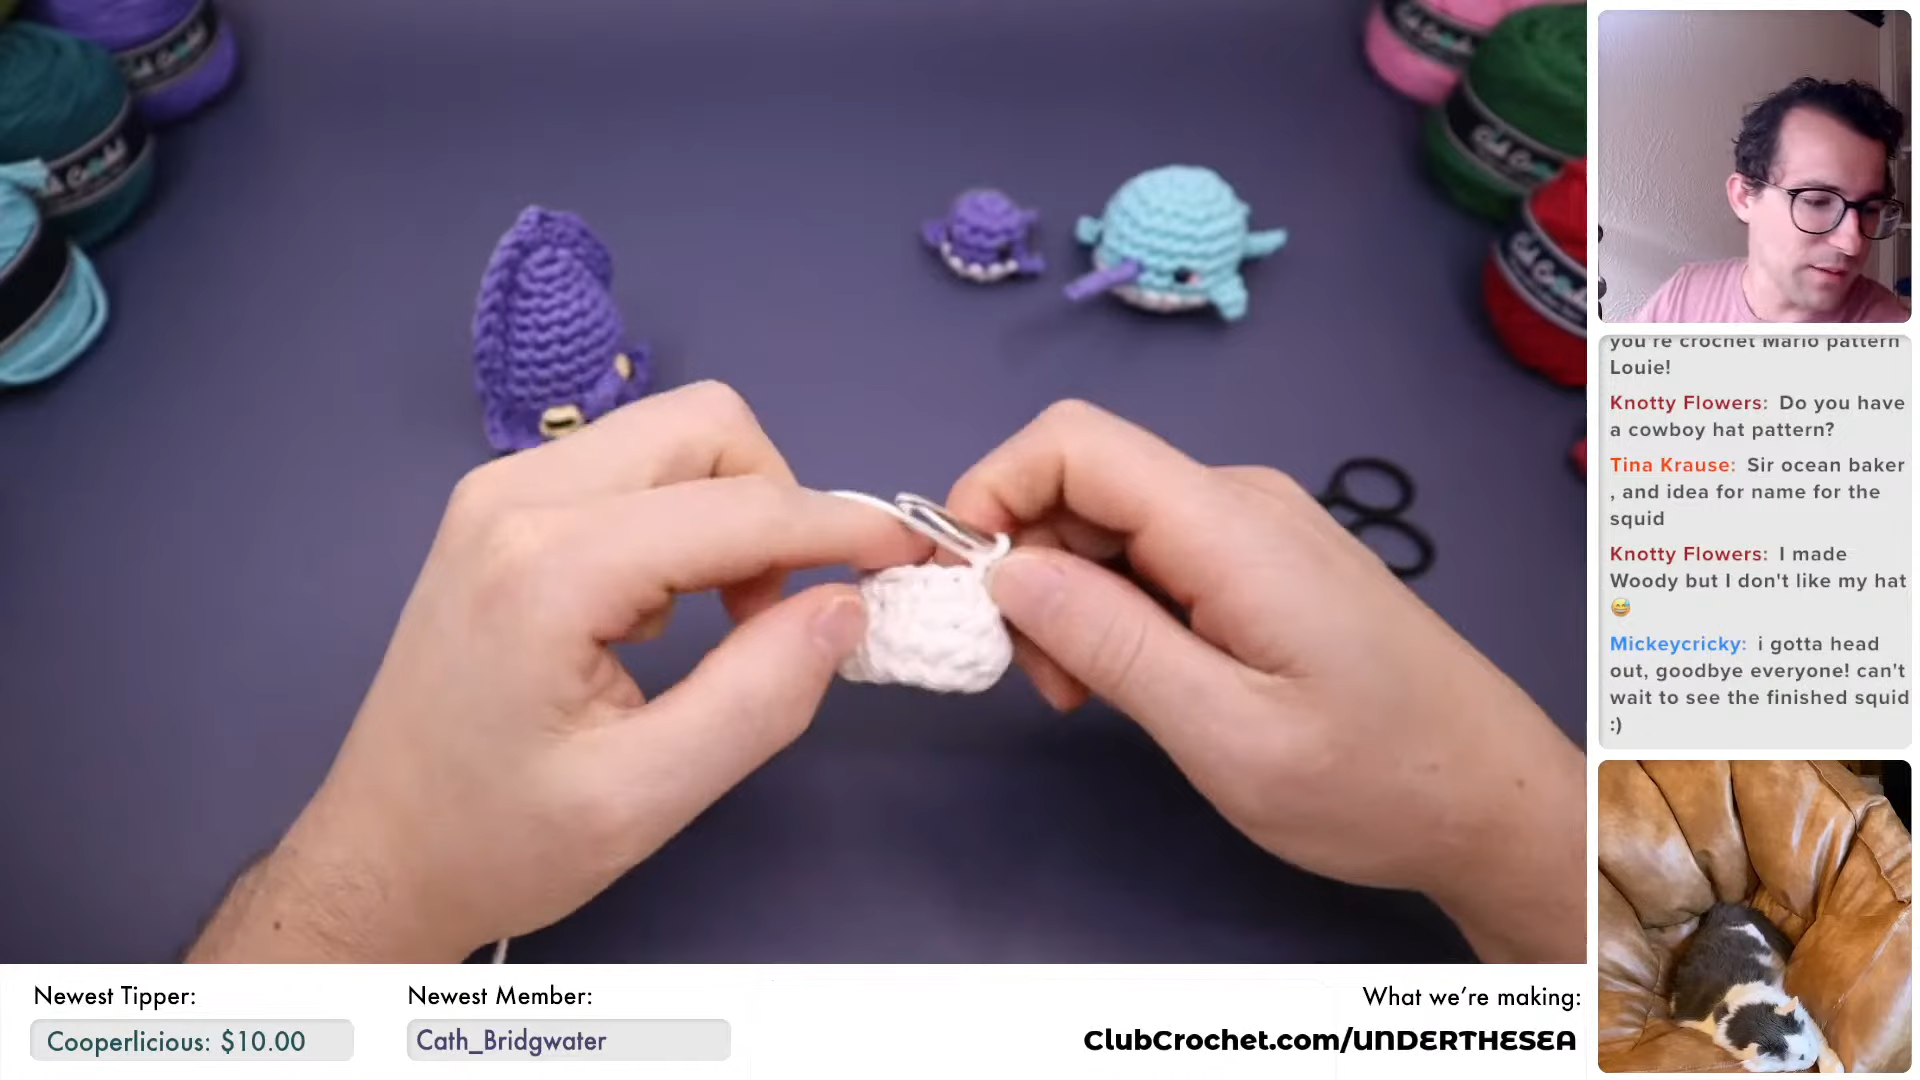 you're crochet Mario pattern
Louie!
Knotty Flowers: Do you have
a cowboy hat pattern?
Tina Krause: Sir ocean baker
, and idea for name for the
squid
Knotty Flowers: I made
Woody but I don't like my hat
😅
Mickeycricky: i gotta head
out, goodbye everyone! can't
wait to see the finished squid
:)
Newest Tipper:
Cooperlicious: $10.00
Newest Member:
Cath_Bridgwater
What we're making:
ClubCrochet.com/UNDERTHESEA